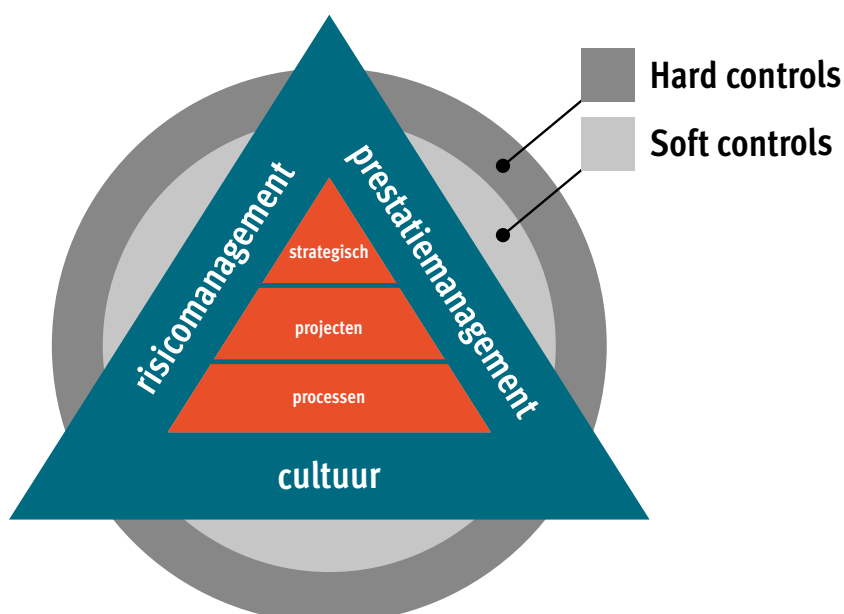 Hard controls
Soft controls
risicomanagement
prestatiemanagement
strategisch
projecten
processen
cultuur